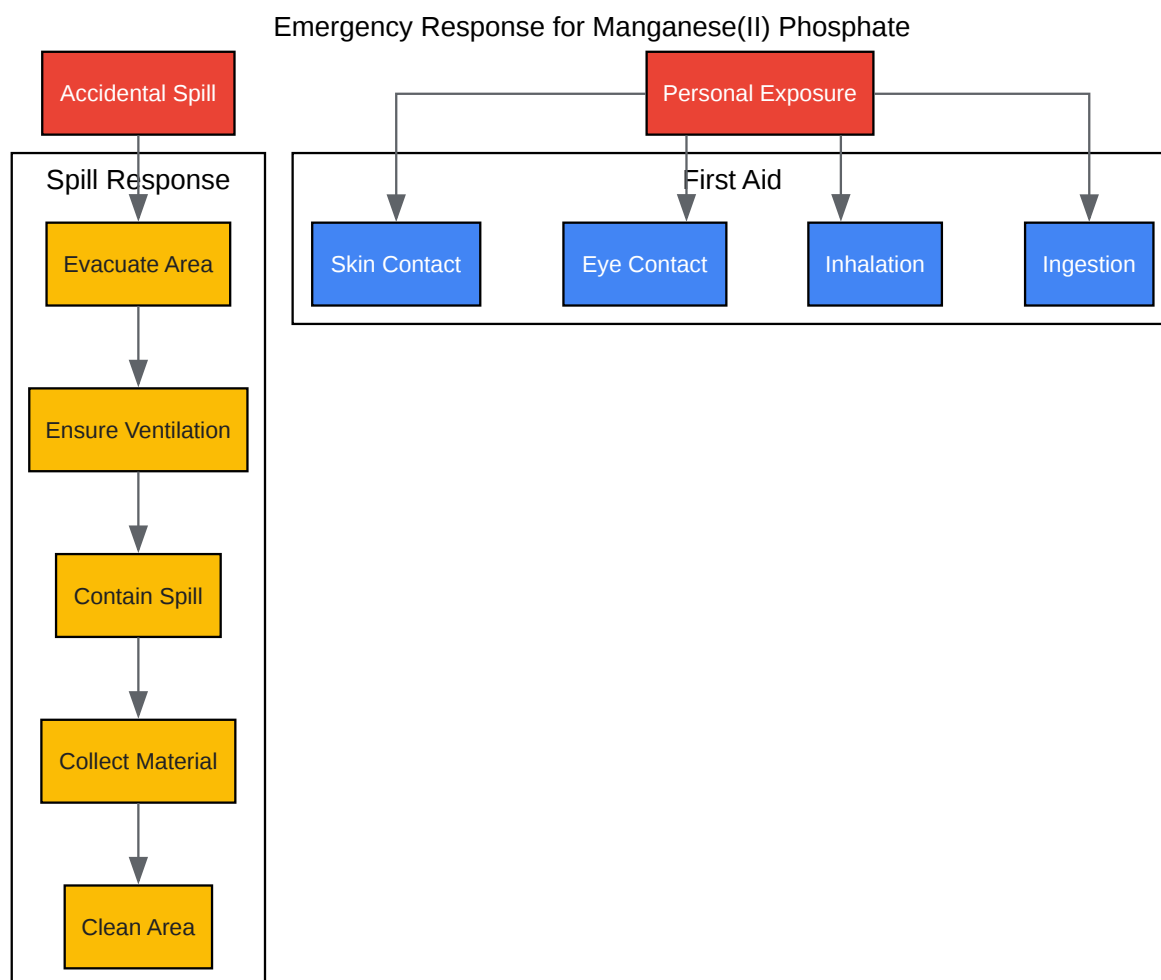 Emergency Response for Manganese(II) Phosphate
Accidental Spill
Personal Exposure
Spill Response
First Aid
Evacuate Area
Skin Contact
Eye Contact
Inhalation
Ingestion
Ensure Ventilation
Contain Spill
Collect Material
Clean Area